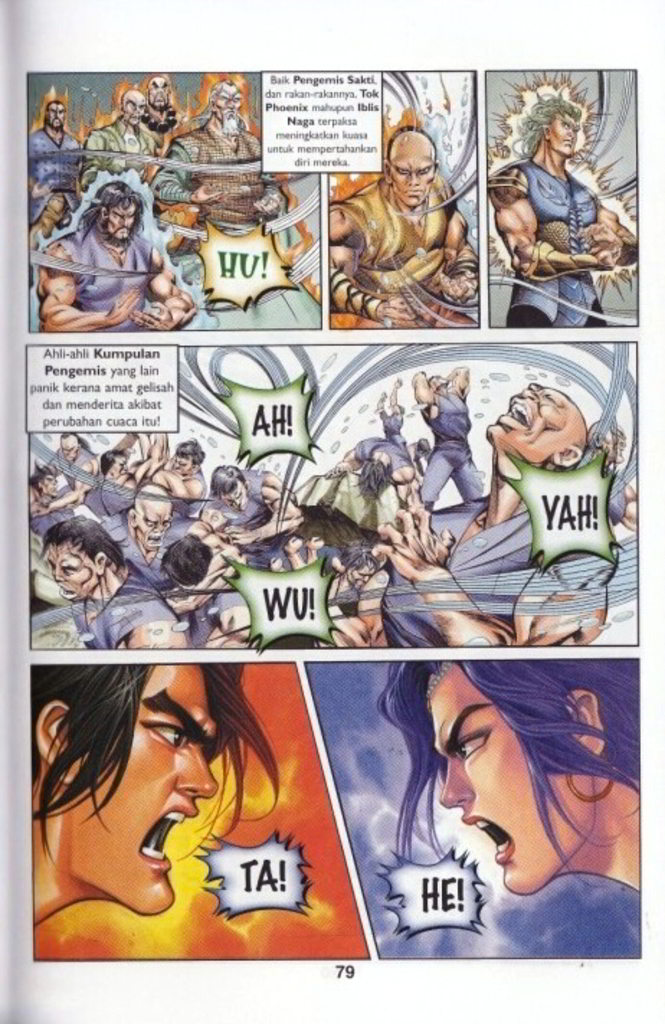 Baik Pengemis Sakti,
dan rakan-rakannya, Tok
Phoenix mahupun Iblis
Naga terpaksa
meningkatkan kuasa
untuk mempertahankan
diri mereka.
HU!
Ahli-ahli Kumpulan
Pengemis yang lain
panik kerana amat gelisah
dan menderita akibat
perubahan cuaca itu!
AH!
YAH!
WU!
TA!
HE!
79